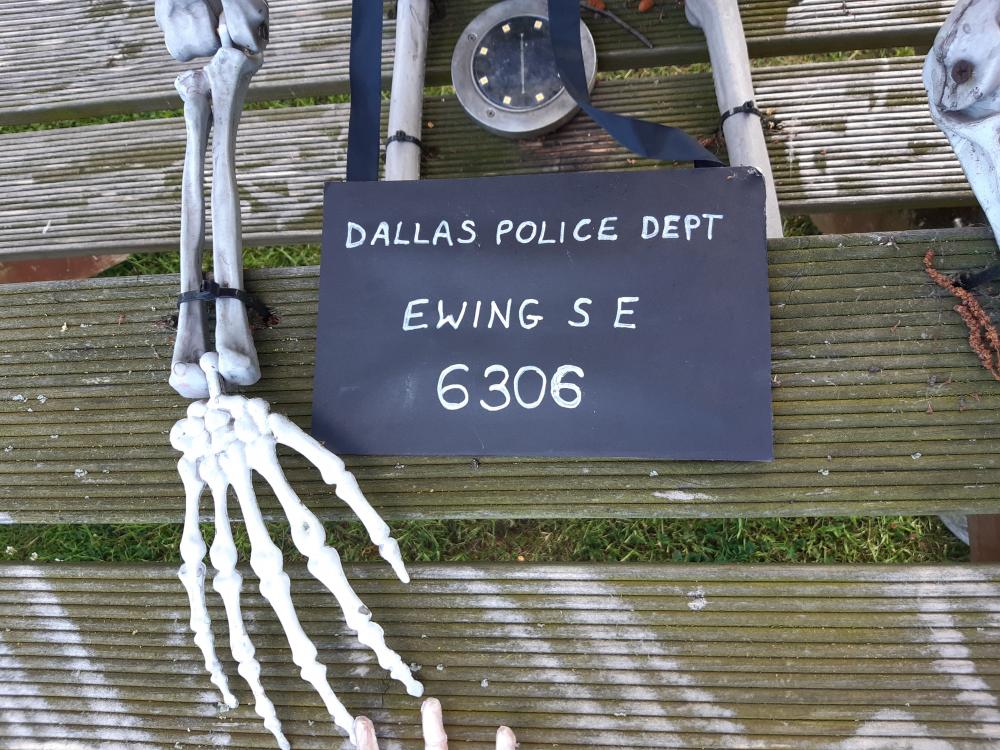 DALLAS POLICE DEPT
EWING S E
6306